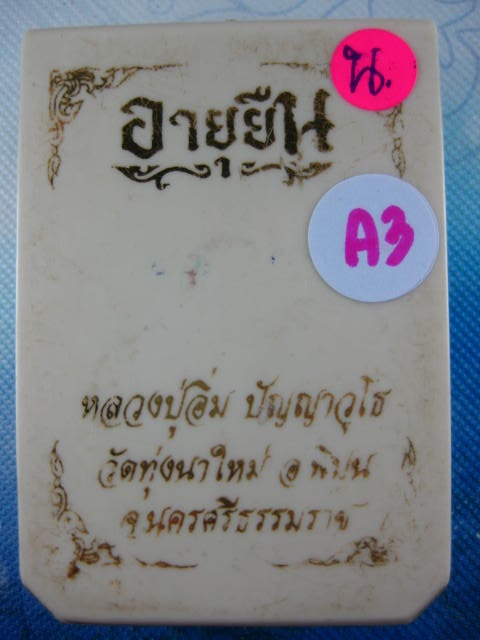 น.
อายุยืน
A3
หลวงปู่อิ่ม ปัญญาวุโธ
วัดทุ่งนาใหม่ อ.พิปูน
จ.นครศรีธรรมราช